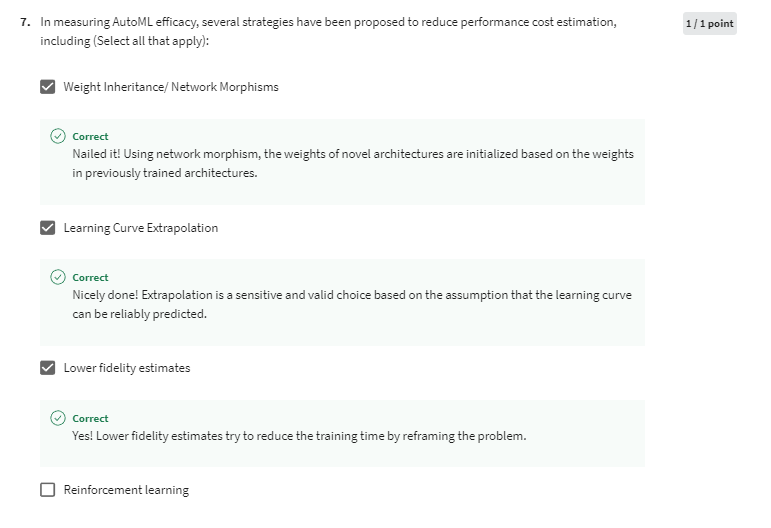 7. In measuring AutoML efficacy, several strategies have been proposed to reduce performance cost estimation,
including (Select all that apply):
1 / 1 point
Weight Inheritance/ Network Morphisms
Correct
Nailed it! Using network morphism, the weights of novel architectures are initialized based on the weights
in previously trained architectures.
Learning Curve Extrapolation
Correct
Nicely done! Extrapolation is a sensitive and valid choice based on the assumption that the learning curve
can be reliably predicted.
Lower fidelity estimates
Correct
Yes! Lower fidelity estimates try to reduce the training time by reframing the problem.
Reinforcement learning